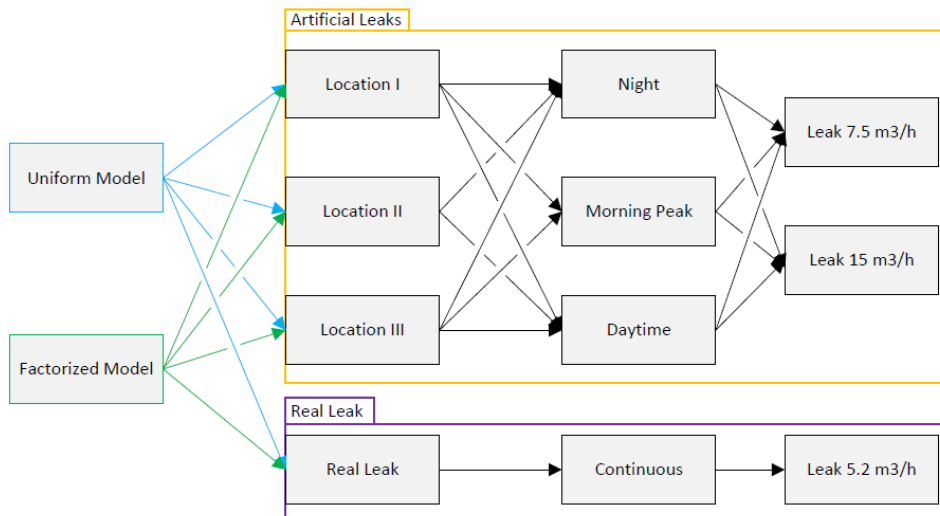 Artificial Leaks
Location I
Night
Leak 7.5 m3/h
Uniform Model
Location II
Morning Peak
Leak 15 m3/h
Location III
Daytime
Factorized Model
Real Leak
Real Leak
Continuous
Leak 5.2 m3/h